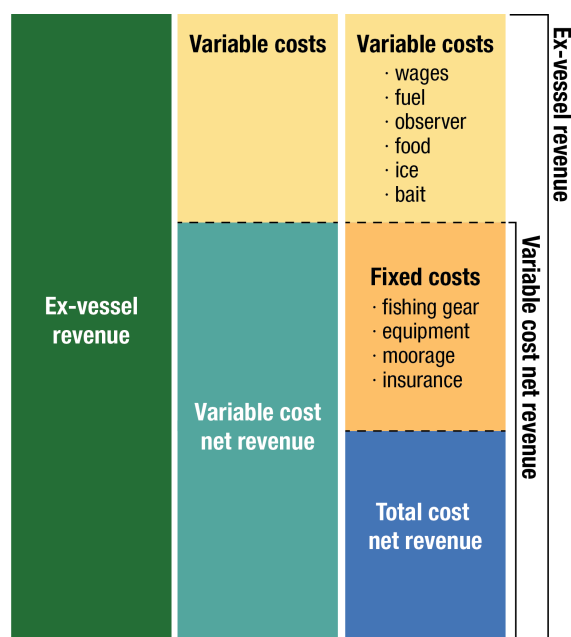 Ex-vessel
revenue
Variable costs
Variable cost
net revenue
Variable costs
· wages
· fuel
· observer
· food
· ice
· bait
Fixed costs
· fishing gear
· equipment
· moorage
· insurance
Total cost
net revenue
Variable cost net revenue
Ex-vessel revenue